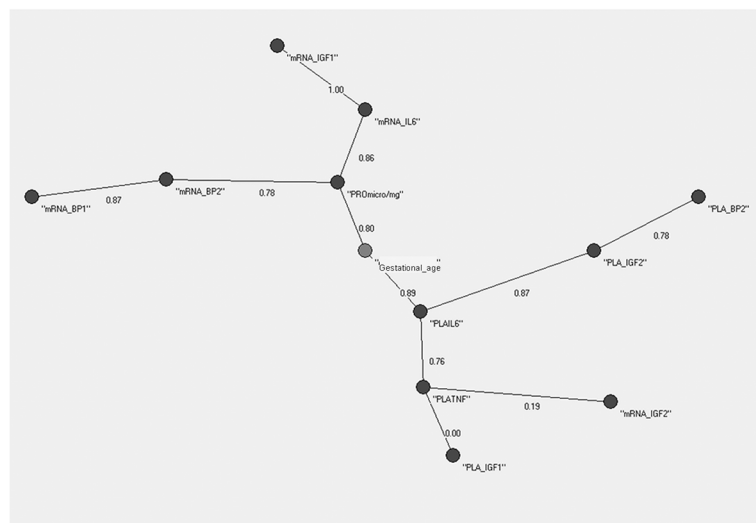 "mRNA_IGF1"
1.00
"mRNA_IL6"
0.86
"mRNA_BP2"
0.78
"PROmicro/mg"
"mRNA_BP1"
0.87
"PLA_BP2"
0.80
0.78
"Gestational_age"
"PLA_IGF2"
0.89
0.87
"PLAIL6"
0.76
"PLATNF"
0.19
"mRNA_IGF2"
0.00
"PLA_IGF1"